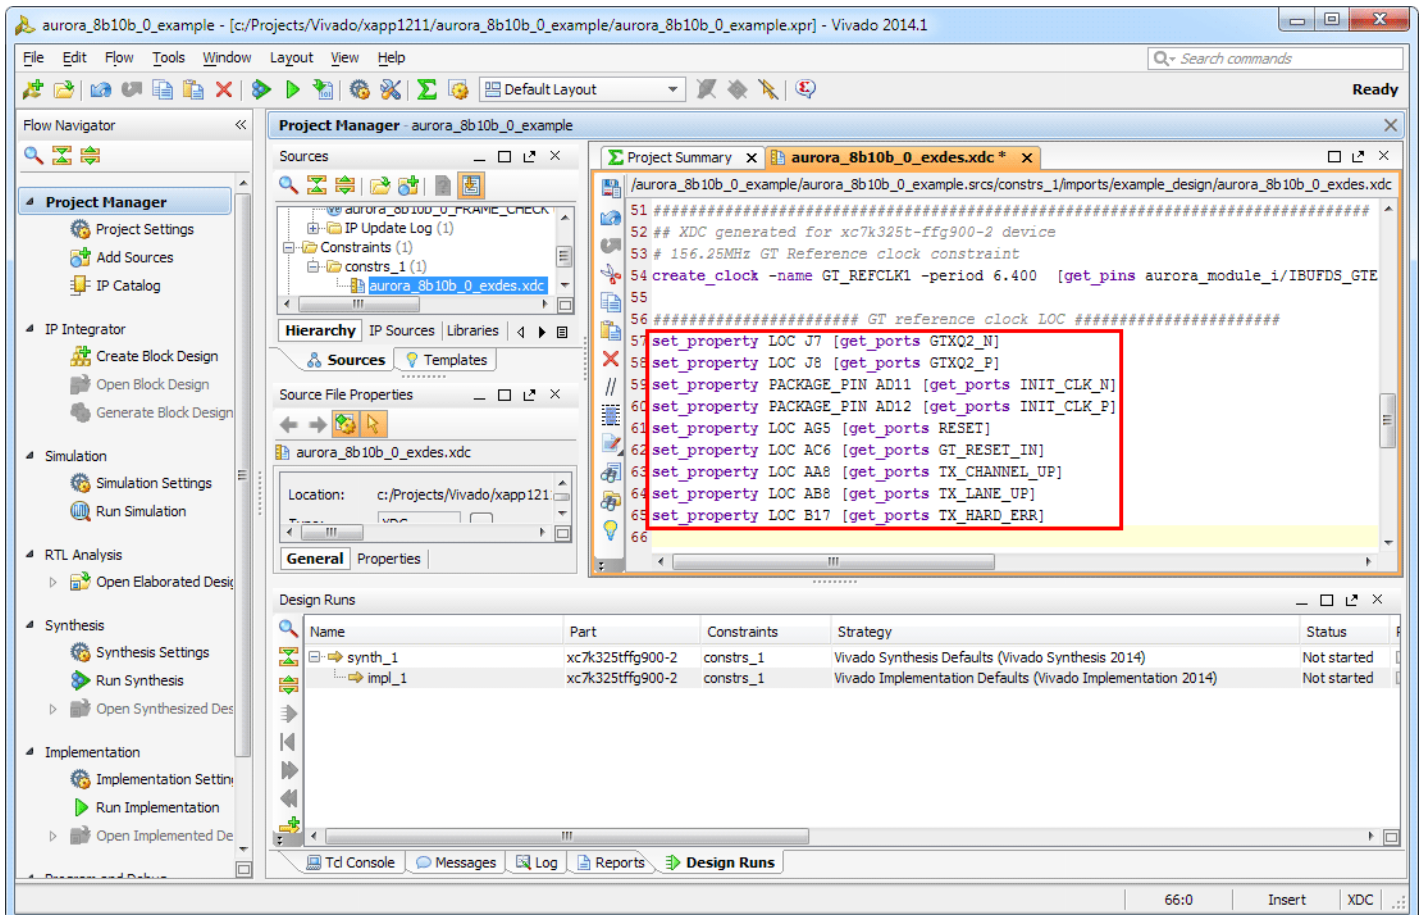 aurora_8b10b_0_example - [c:/Projects/Vivado/xapp1211/aurora_8b10b_0_example/aurora_8b10b_0_example.xpr] - Vivado 2014.1
File Edit Flow Tools Window Layout View Help
Search commands
Default Layout
Ready
Flow Navigator
Project Manager
Project Settings
Add Sources
IP Catalog
IP Integrator
Create Block Design
Open Block Design
Generate Block Design
Simulation
Simulation Settings
Run Simulation
RTL Analysis
Open Elaborated Desig
Synthesis
Synthesis Settings
Run Synthesis
Open Synthesized Des
Implementation
Implementation Settin
Run Implementation
Open Implemented De
Program and Debug
Project Manager - aurora_8b10b_0_example
Sources
aurora_8b10b_0_FRAME_CHECK
IP Update Log (1)
Constraints (1)
constrs_1 (1)
aurora_8b10b_0_exdes.xdc
Hierarchy IP Sources Libraries
Sources Templates
Source File Properties
aurora_8b10b_0_exdes.xdc
Location: c:/Projects/Vivado/xapp121
Type: XDC
General Properties
Project Summary aurora_8b10b_0_exdes.xdc *
/aurora_8b10b_0_example/aurora_8b10b_0_example.srcs/constrs_1/imports/example_design/aurora_8b10b_0_exdes.xdc
51 ################################################################################
52 ## XDC generated for xc7k325t-ffg900-2 device
53 # 156.25MHz GT Reference clock constraint
54 create_clock -name GT_REFCLK1 -period 6.400 [get_pins aurora_module_i/IBUFDS_GTE
55
56 ####################### GT reference clock LOC #######################
57 set_property LOC J7 [get_ports GTXQ2_N]
58 set_property LOC J8 [get_ports GTXQ2_P]
59 set_property PACKAGE_PIN AD11 [get_ports INIT_CLK_N]
60 set_property PACKAGE_PIN AD12 [get_ports INIT_CLK_P]
61 set_property LOC AG5 [get_ports RESET]
62 set_property LOC AC6 [get_ports GT_RESET_IN]
63 set_property LOC AA8 [get_ports TX_CHANNEL_UP]
64 set_property LOC AB8 [get_ports TX_LANE_UP]
65 set_property LOC B17 [get_ports TX_HARD_ERR]
66
Design Runs
Name Part Constraints Strategy Status
synth_1 xc7k325tffg900-2 constrs_1 Vivado Synthesis Defaults (Vivado Synthesis 2014) Not started
impl_1 xc7k325tffg900-2 constrs_1 Vivado Implementation Defaults (Vivado Implementation 2014) Not started
Tcl Console Messages Log Reports Design Runs
66:0 Insert XDC